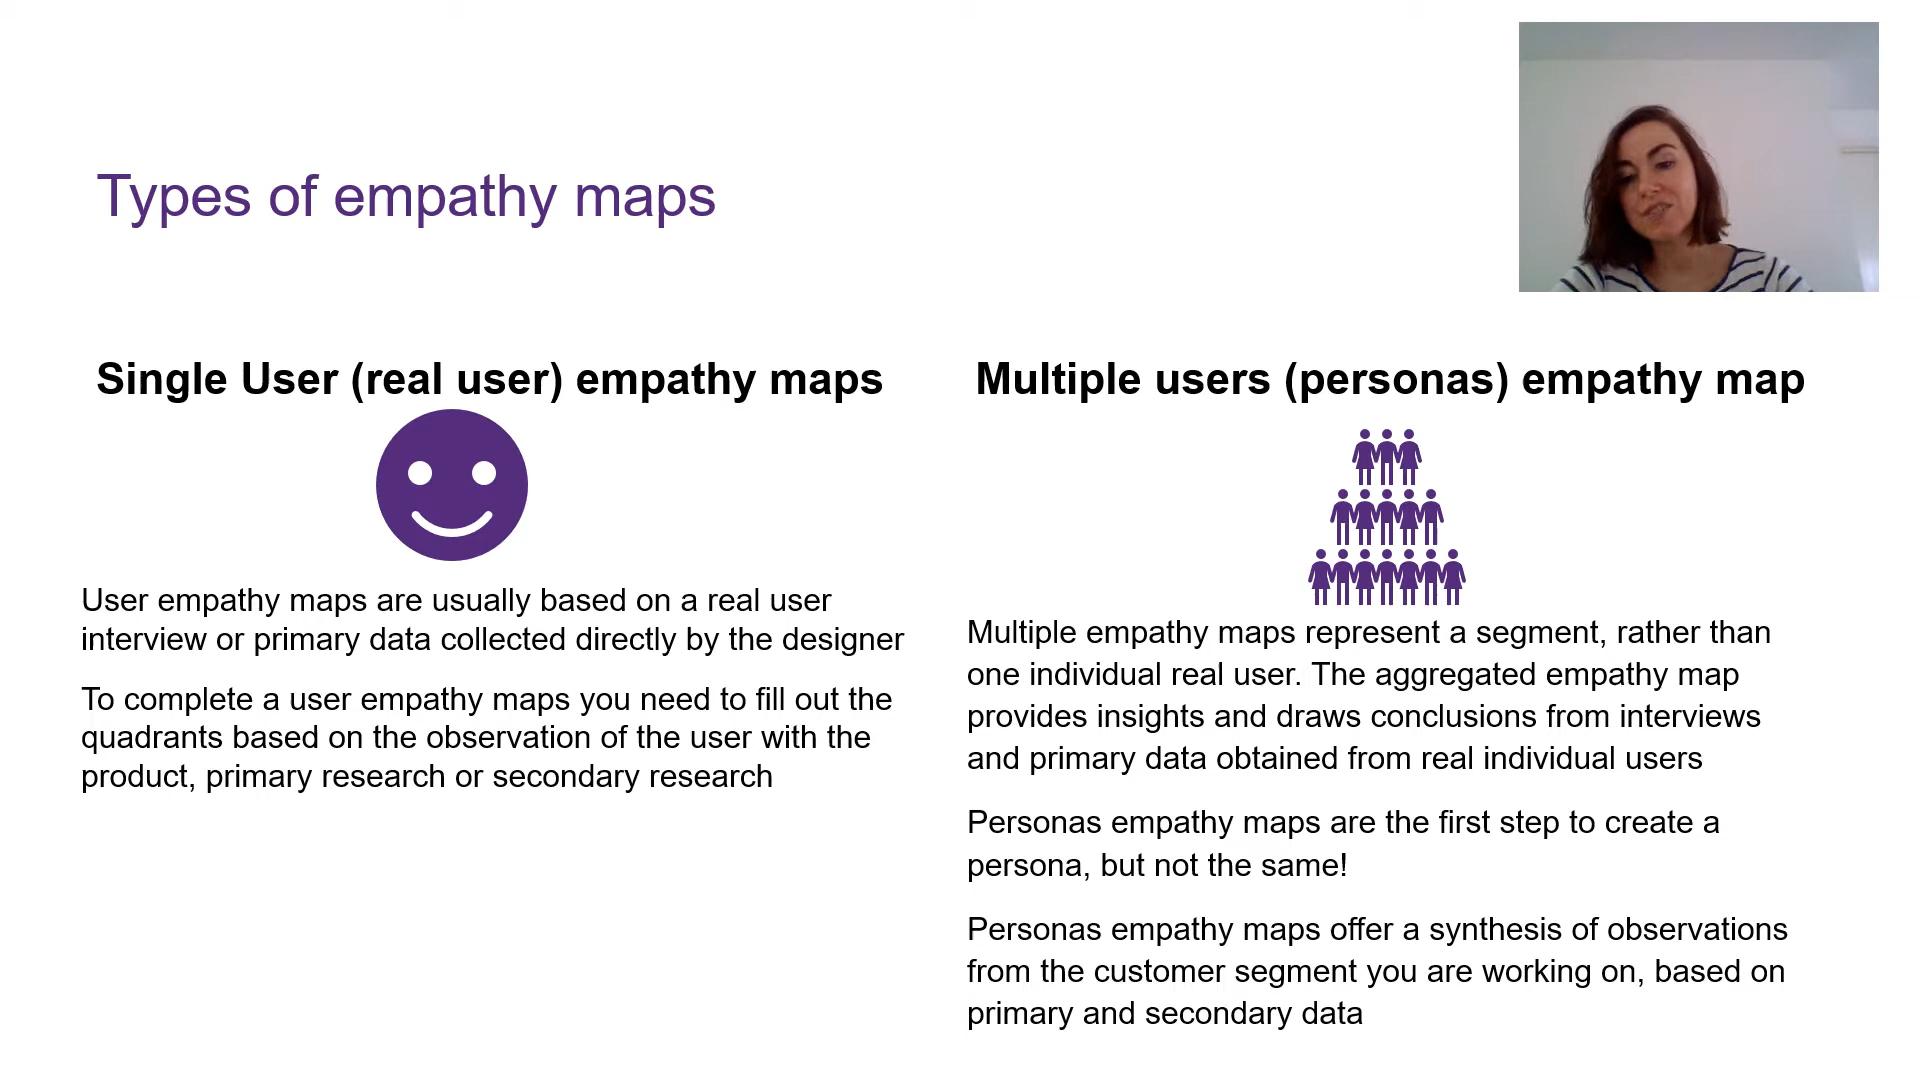 Types of empathy maps
Single User (real user) empathy maps
User empathy maps are usually based on a real user
interview or primary data collected directly by the designer
To complete a user empathy maps you need to fill out the
quadrants based on the observation of the user with the
product, primary research or secondary research
Multiple users (personas) empathy map
Multiple empathy maps represent a segment, rather than
one individual real user. The aggregated empathy map
provides insights and draws conclusions from interviews
and primary data obtained from real individual users
Personas empathy maps are the first step to create a
persona, but not the same!
Personas empathy maps offer a synthesis of observations
from the customer segment you are working on, based on
primary and secondary data